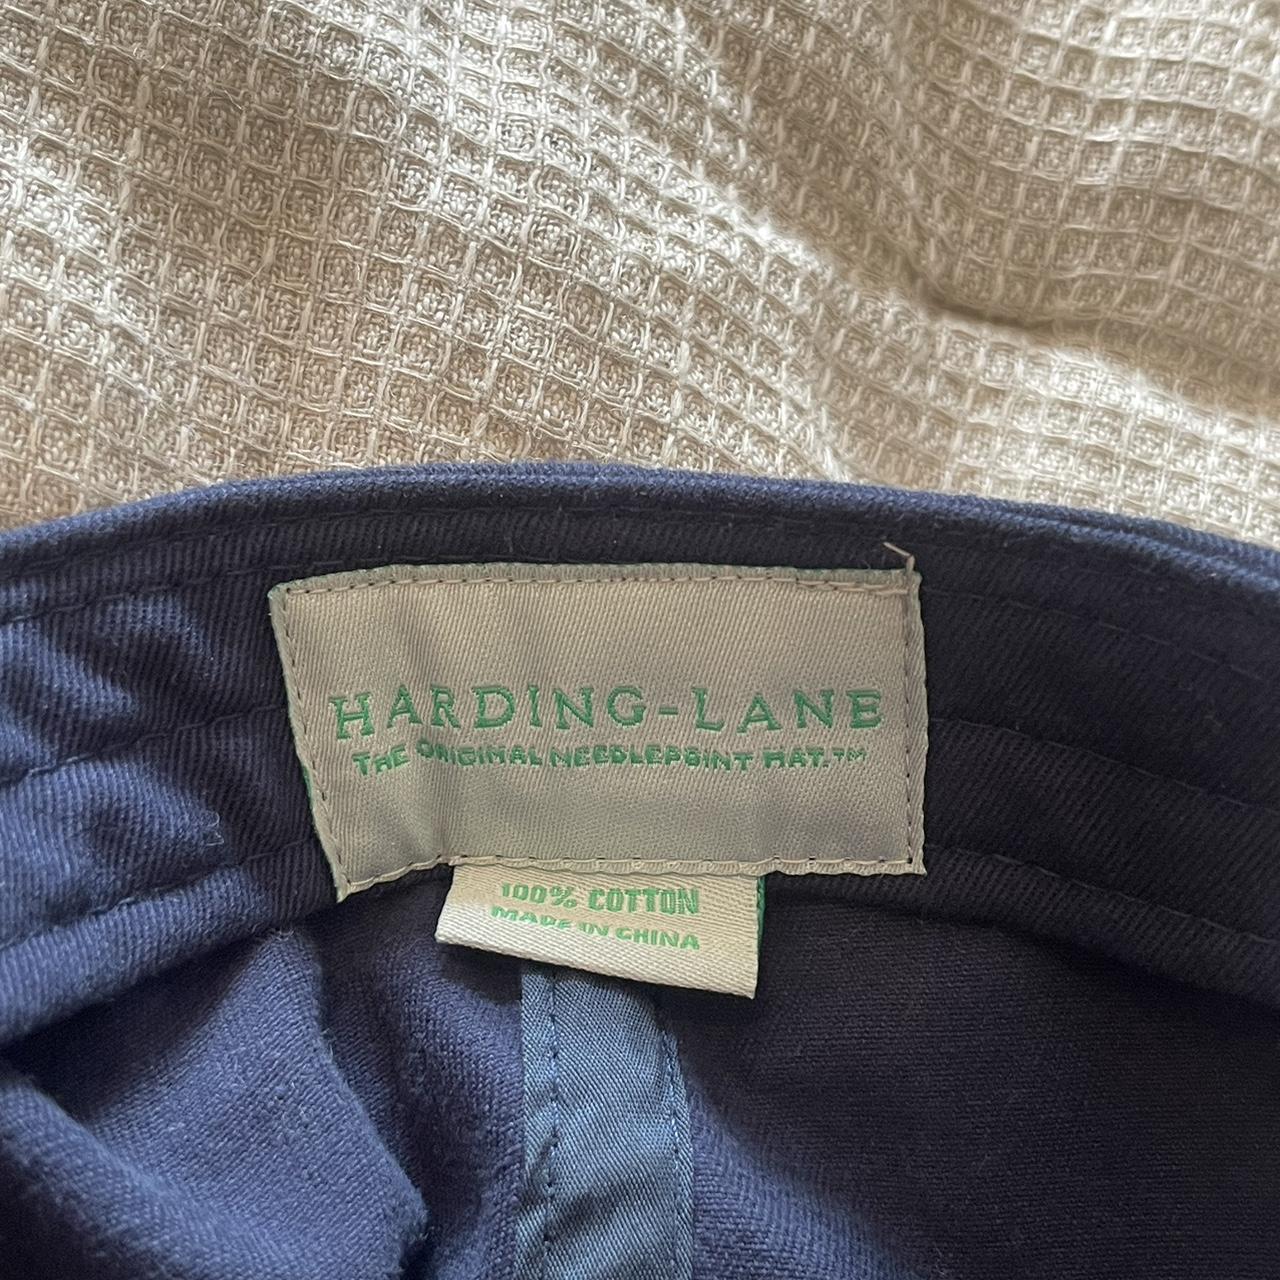 HARDING-LANE
THE ORIGINAL NEEDLEPOINT HAT.™
100% COTTON
MADE IN CHINA